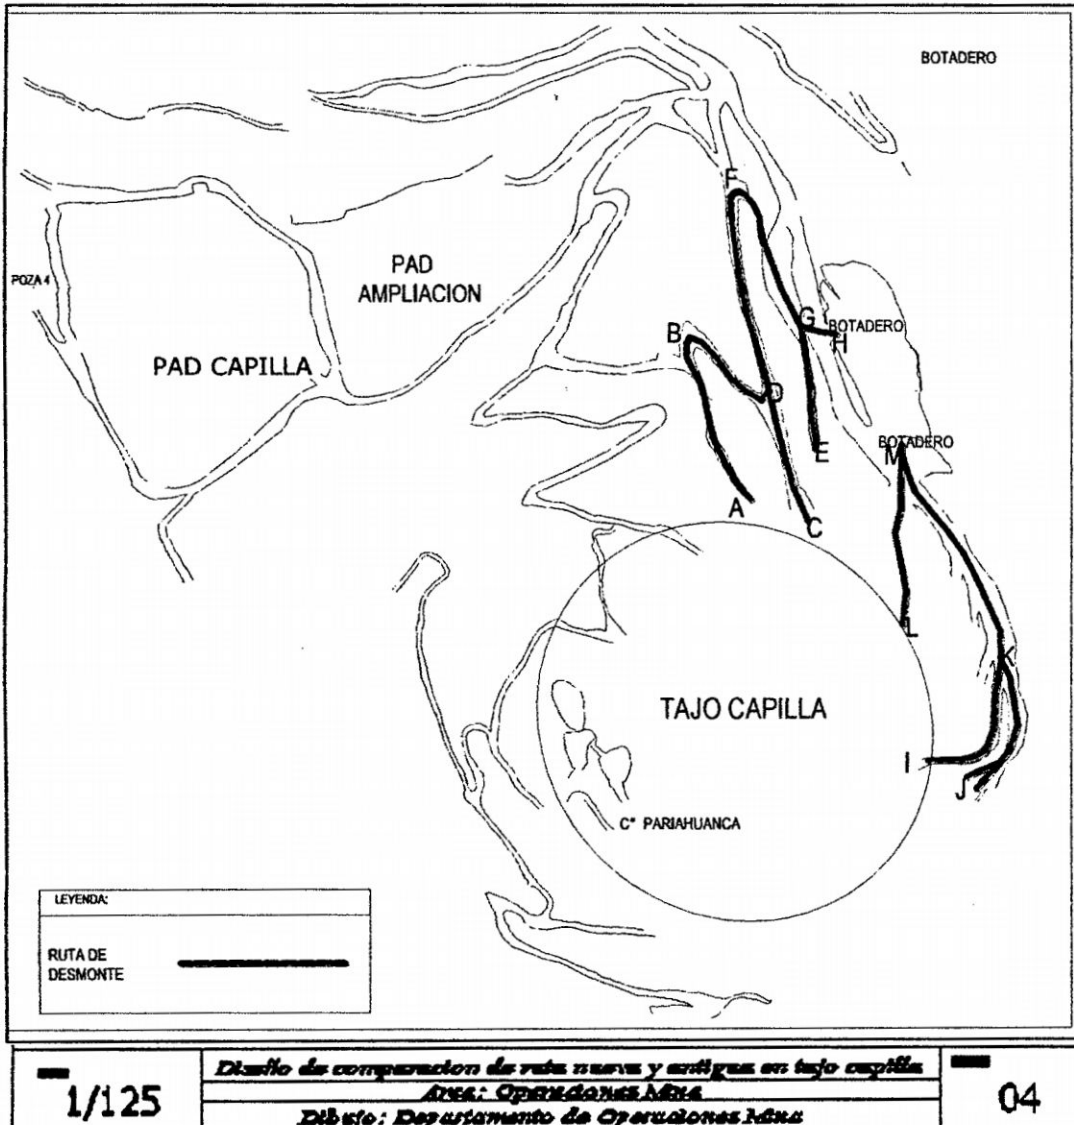 BOTADERO
F
PAD
AMPLIACION
POZA 4
G
BOTADERO
H
B
PAD CAPILLA
D
BOTADERO
M
E
A
C
L
K
TAJO CAPILLA
I
J
C° PARIAHUANCA
LEYENDA:
RUTA DE
DESMONTE
Diseño de comparacion de ruta nueva y antigua en tajo capilla
Area: Operaciones Mina
Dibujo: Departamento de Operaciones Mina
1/125
04